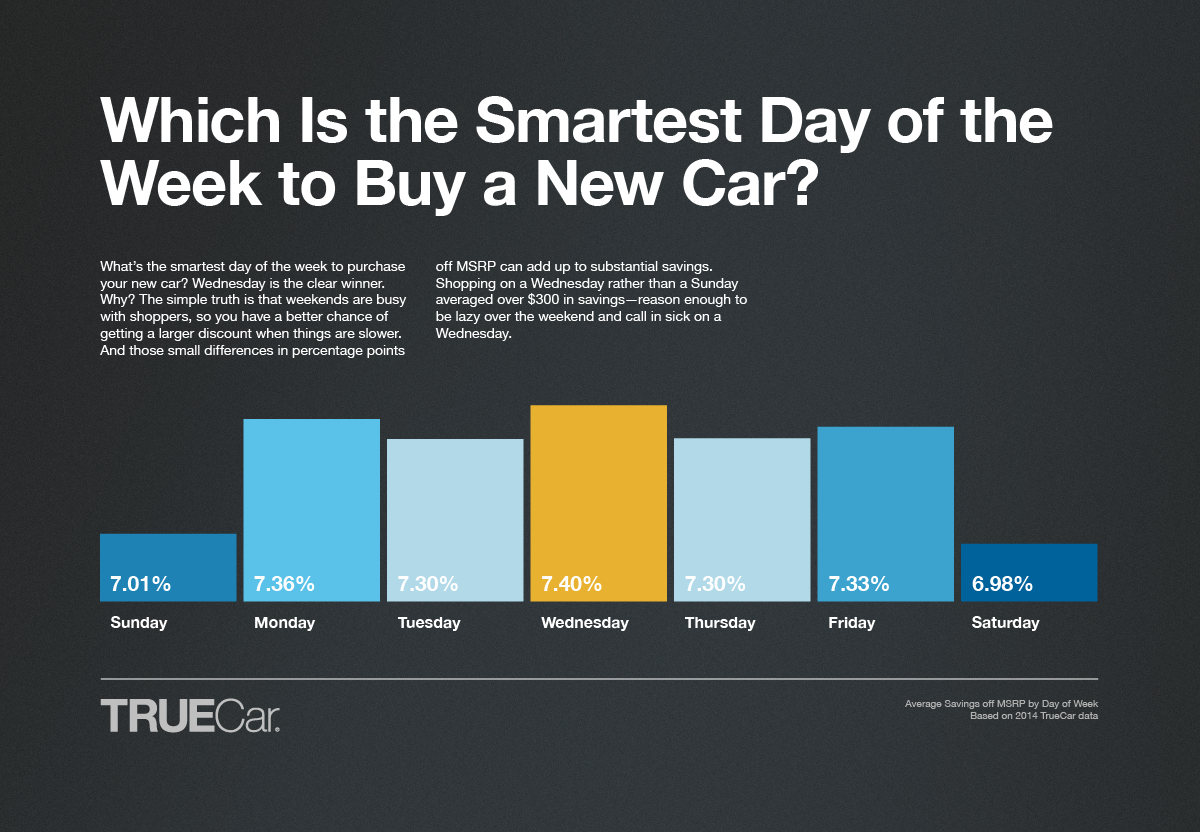 Which Is the Smartest Day of the
Week to Buy a New Car?
What’s the smartest day of the week to purchase
your new car? Wednesday is the clear winner.
Why? The simple truth is that weekends are busy
with shoppers, so you have a better chance of
getting a larger discount when things are slower.
And those small differences in percentage points
off MSRP can add up to substantial savings.
Shopping on a Wednesday rather than a Sunday
averaged over $300 in savings—reason enough to
be lazy over the weekend and call in sick on a
Wednesday.
7.01% 7.36% 7.30% 7.40% 7.30% 7.33% 6.98%
Sunday Monday Tuesday Wednesday Thursday Friday Saturday
TRUECar®
Average Savings off MSRP by Day of Week
Based on 2014 TrueCar data